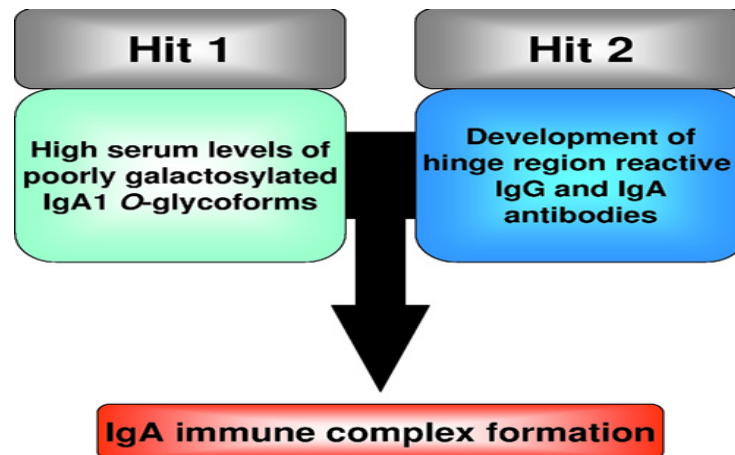 Hit 1
High serum levels of
poorly galactosylated
IgA1 O-glycoforms
Hit 2
Development of
hinge region reactive
IgG and IgA
antibodies
IgA immune complex formation